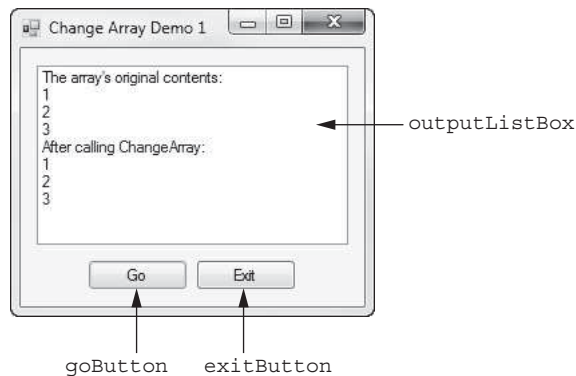 Change Array Demo 1
The array's original contents:
1
2
3
After calling ChangeArray:
1
2
3
outputListBox
Go
Exit
goButton
exitButton